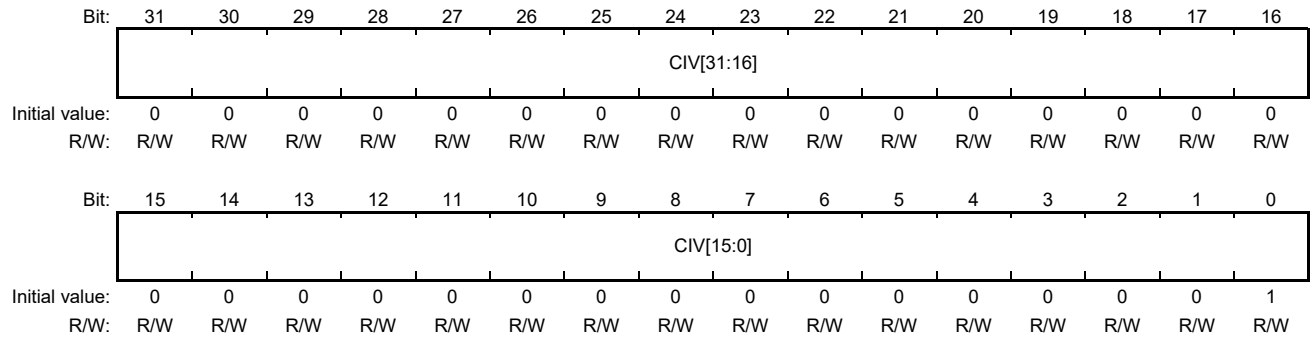 Bit: 31 30 29 28 27 26 25 24 23 22 21 20 19 18 17 16
CIV[31:16]
Initial value: 0 0 0 0 0 0 0 0 0 0 0 0 0 0 0 0
R/W: R/W R/W R/W R/W R/W R/W R/W R/W R/W R/W R/W R/W R/W R/W R/W R/W
Bit: 15 14 13 12 11 10 9 8 7 6 5 4 3 2 1 0
CIV[15:0]
Initial value: 0 0 0 0 0 0 0 0 0 0 0 0 0 0 0 1
R/W: R/W R/W R/W R/W R/W R/W R/W R/W R/W R/W R/W R/W R/W R/W R/W R/W